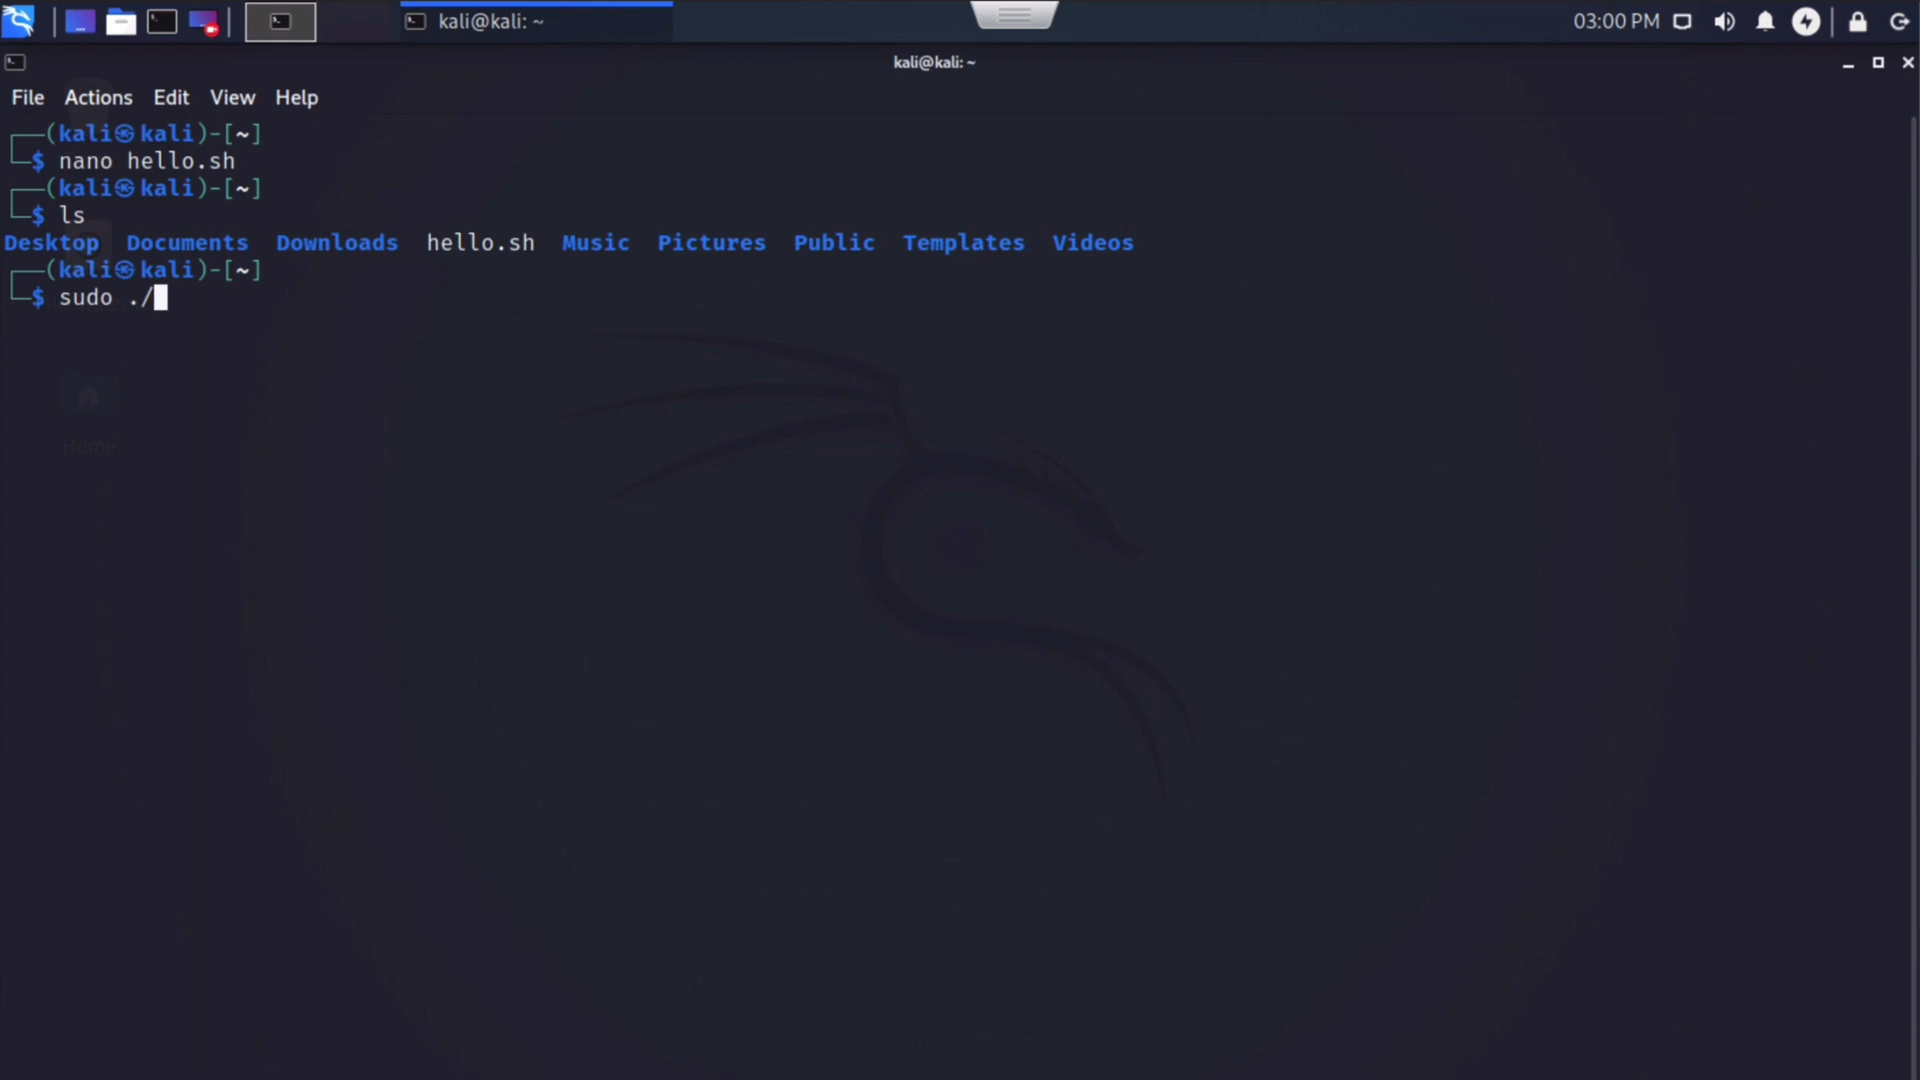 kali@kali: ~
03:00 PM
kali@kali: ~
File Actions Edit View Help
┌──(kali㉿kali)-[~]
└─$ nano hello.sh
┌──(kali㉿kali)-[~]
└─$ ls
Desktop Documents Downloads hello.sh Music Pictures Public Templates Videos
┌──(kali㉿kali)-[~]
└─$ sudo ./
Home